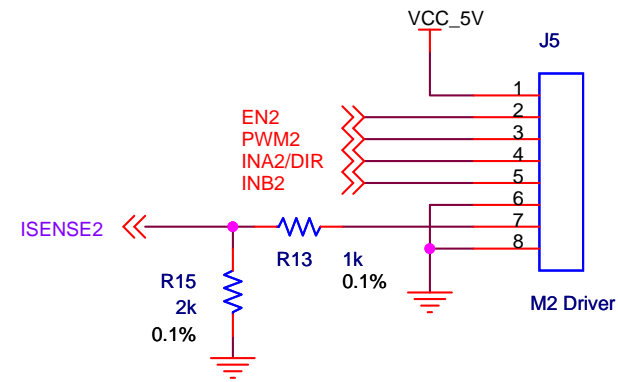 VCC_5V
J5
1
EN2
2
PWM2
3
INA2/DIR
4
INB2
5
6
ISENSE2
7
R13
1k
8
0.1%
R15
2k
0.1%
M2 Driver